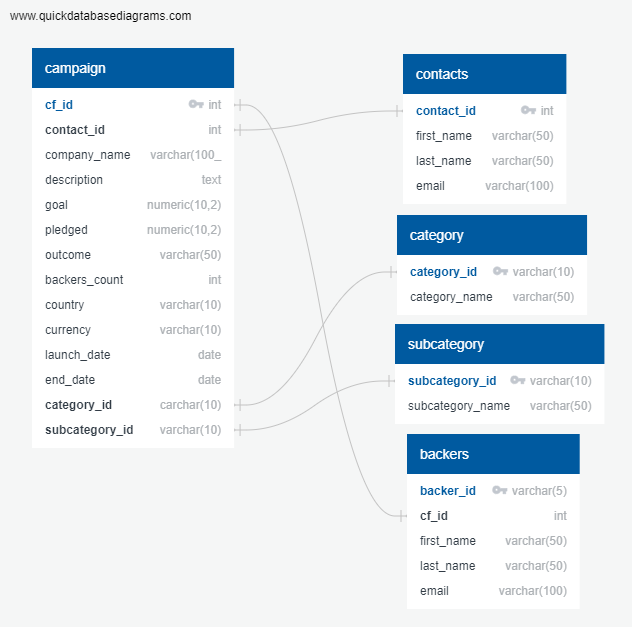 www.quickdatabasediagrams.com
campaign
cf_id int
contact_id int
company_name varchar(100_
description text
goal numeric(10,2)
pledged numeric(10,2)
outcome varchar(50)
backers_count int
country varchar(10)
currency varchar(10)
launch_date date
end_date date
category_id carchar(10)
subcategory_id varchar(10)
contacts
contact_id int
first_name varchar(50)
last_name varchar(50)
email varchar(100)
category
category_id varchar(10)
category_name varchar(50)
subcategory
subcategory_id varchar(10)
subcategory_name varchar(50)
backers
backer_id varchar(5)
cf_id int
first_name varchar(50)
last_name varchar(50)
email varchar(100)